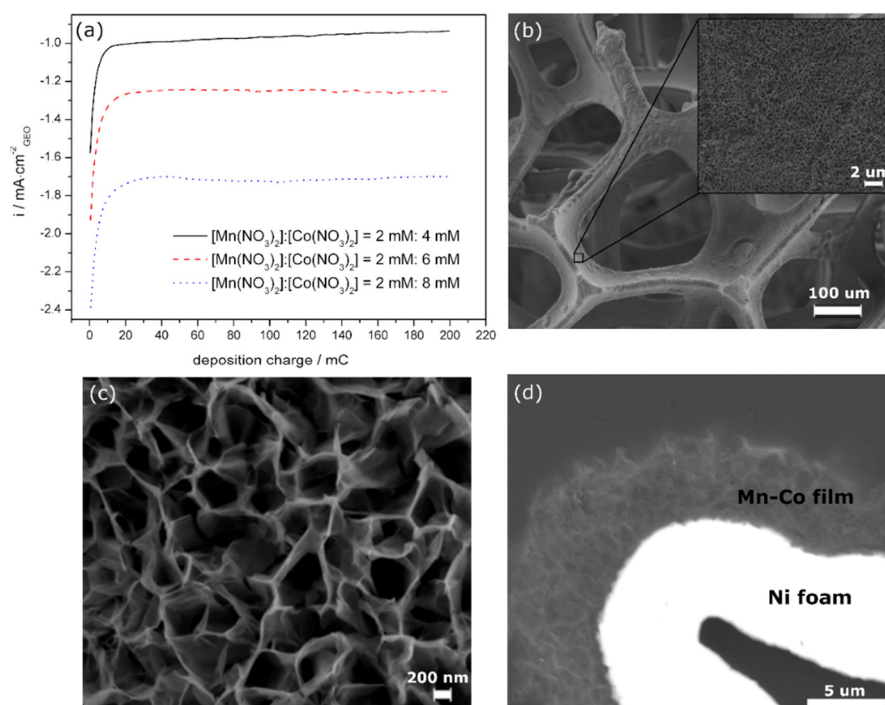 (a)
-1.0
-1.2
-1.4
-1.6
-1.8
-2.0
-2.2
-2.4
i / mA·cm⁻²GEO
[Mn(NO₃)₂]:[Co(NO₃)₂] = 2 mM: 4 mM
[Mn(NO₃)₂]:[Co(NO₃)₂] = 2 mM: 6 mM
[Mn(NO₃)₂]:[Co(NO₃)₂] = 2 mM: 8 mM
0 20 40 60 80 100 120 140 160 180 200 220
deposition charge / mC
(b)
2 um
100 um
(c)
200 nm
(d)
Mn-Co film
Ni foam
5 um